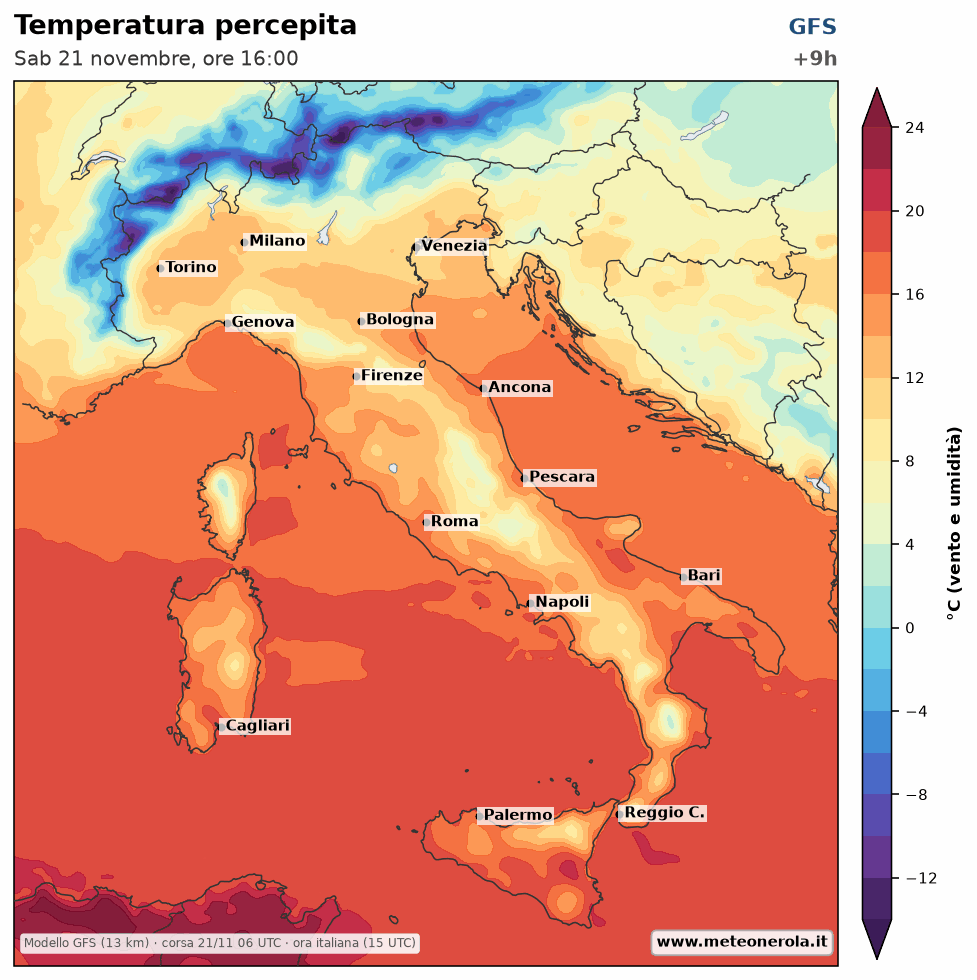 Temperatura percepita
GFS
Sab 21 novembre, ore 16:00
+9h
Milano
Venezia
Torino
Genova
Bologna
Firenze
Ancona
Pescara
Roma
Bari
Napoli
Cagliari
Palermo
Reggio C.
24
20
16
12
8
4
0
−4
−8
−12
°C (vento e umidità)
Modello GFS (13 km) · corsa 21/11 06 UTC · ora italiana (15 UTC)
www.meteonerola.it